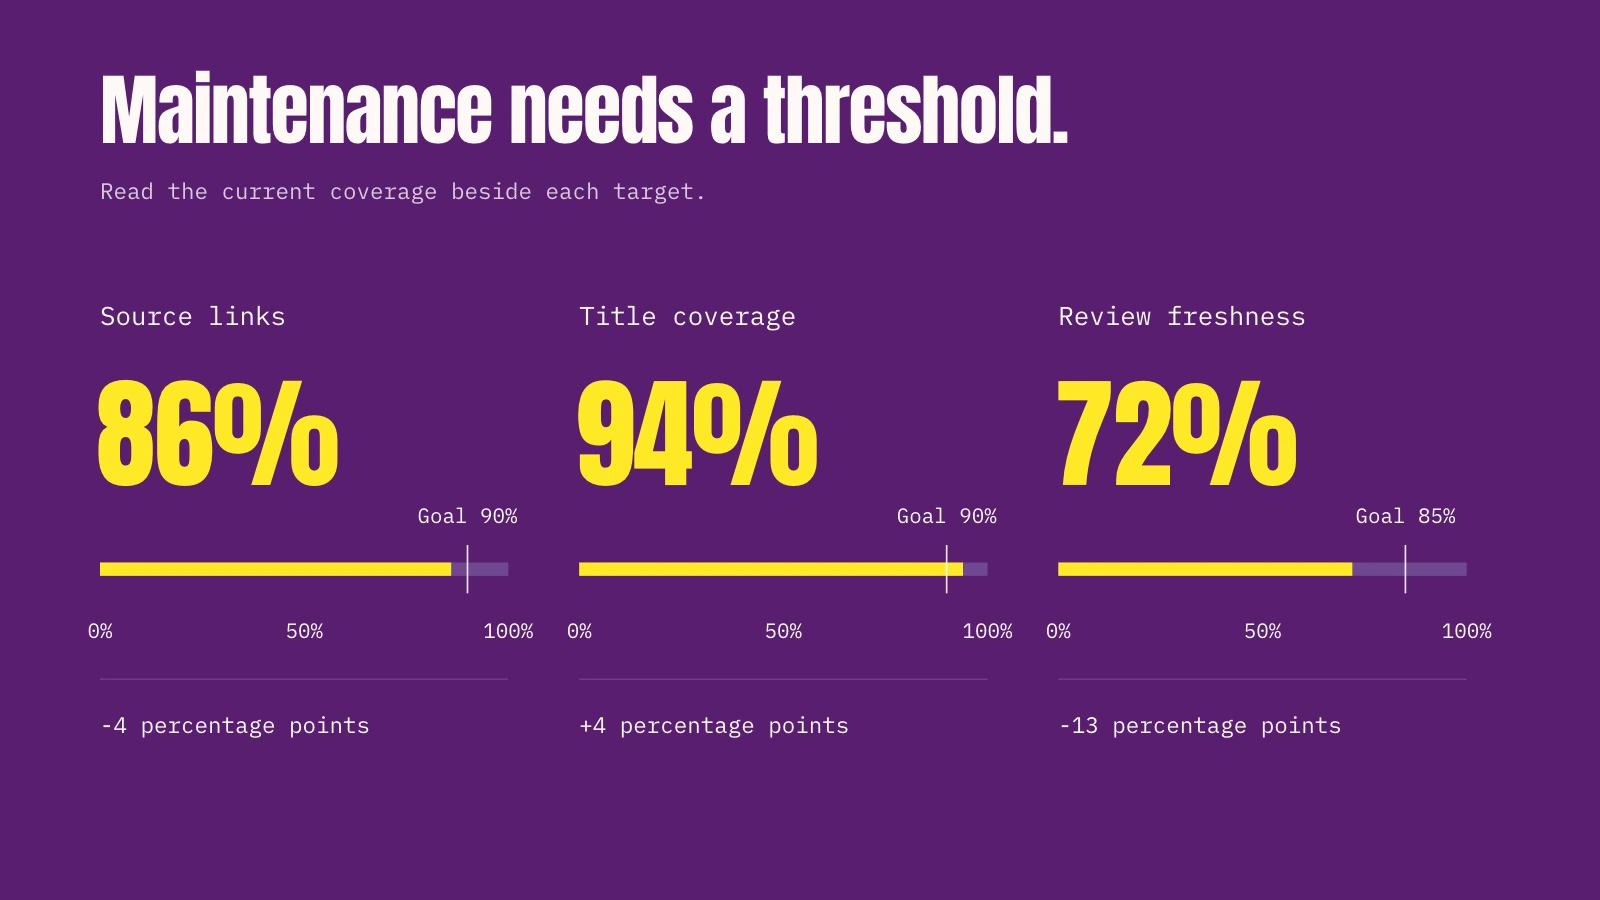 Maintenance needs a threshold.
Read the current coverage beside each target.
Source links
86%
Goal 90%
0% 50% 100%
-4 percentage points
Title coverage
94%
Goal 90%
0% 50% 100%
+4 percentage points
Review freshness
72%
Goal 85%
0% 50% 100%
-13 percentage points